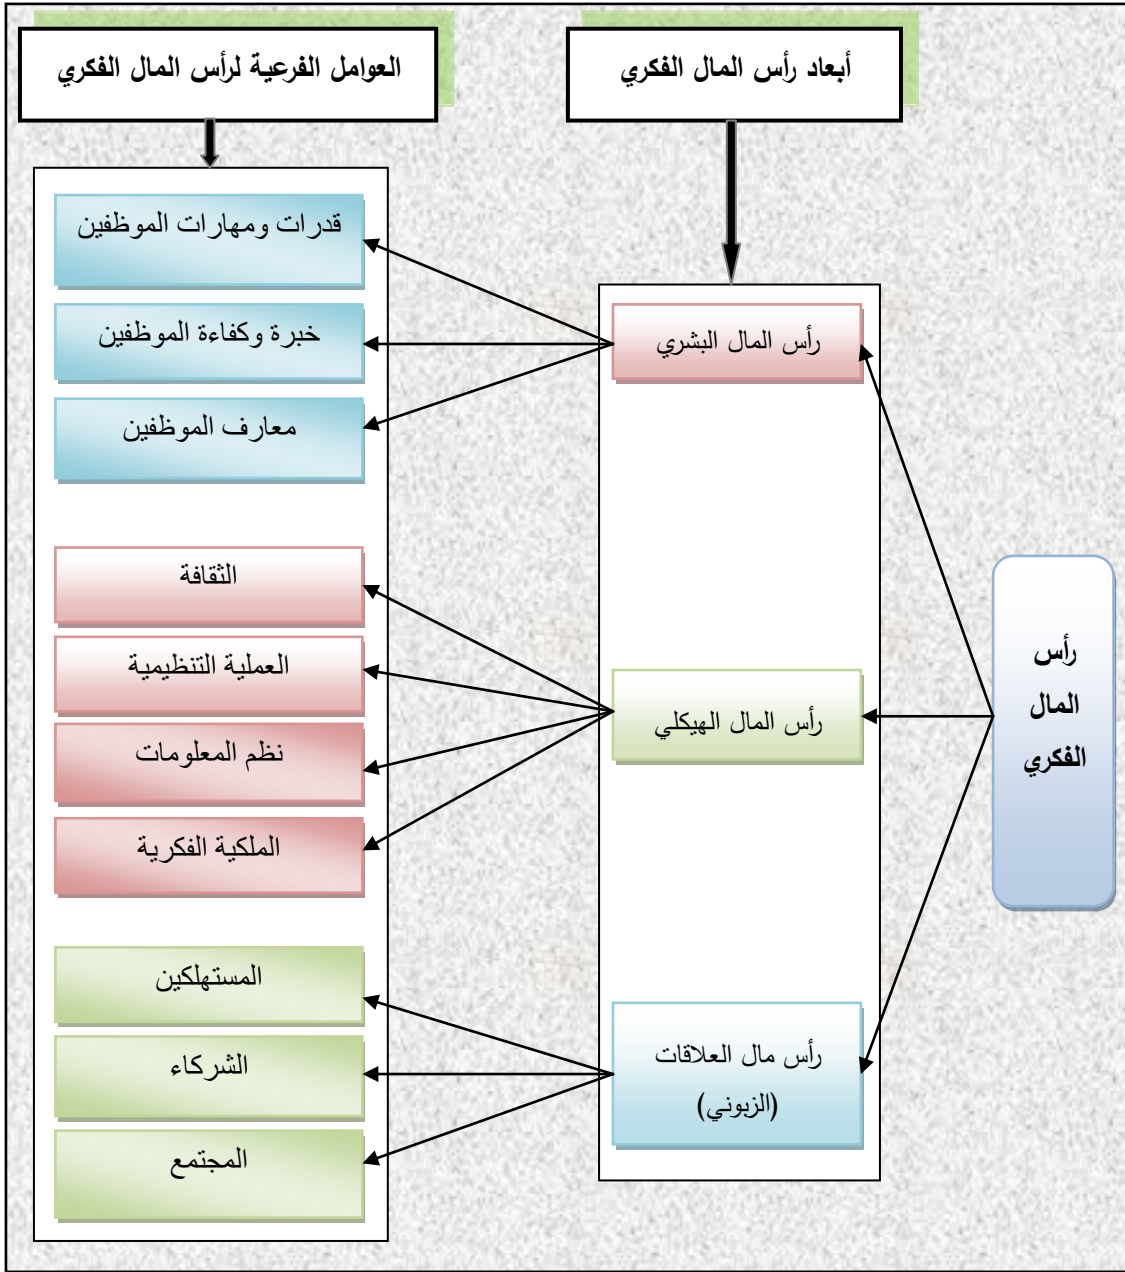 أبعاد رأس المال الفكري
العوامل الفرعية لرأس المال الفكري
رأس
المال
الفكري
رأس المال البشري
رأس المال الهيكلي
رأس مال العلاقات
(الزبوني)
قدرات ومهارات الموظفين
خبرة وكفاءة الموظفين
معارف الموظفين
الثقافة
العملية التنظيمية
نظم المعلومات
الملكية الفكرية
المستهلكين
الشركاء
المجتمع